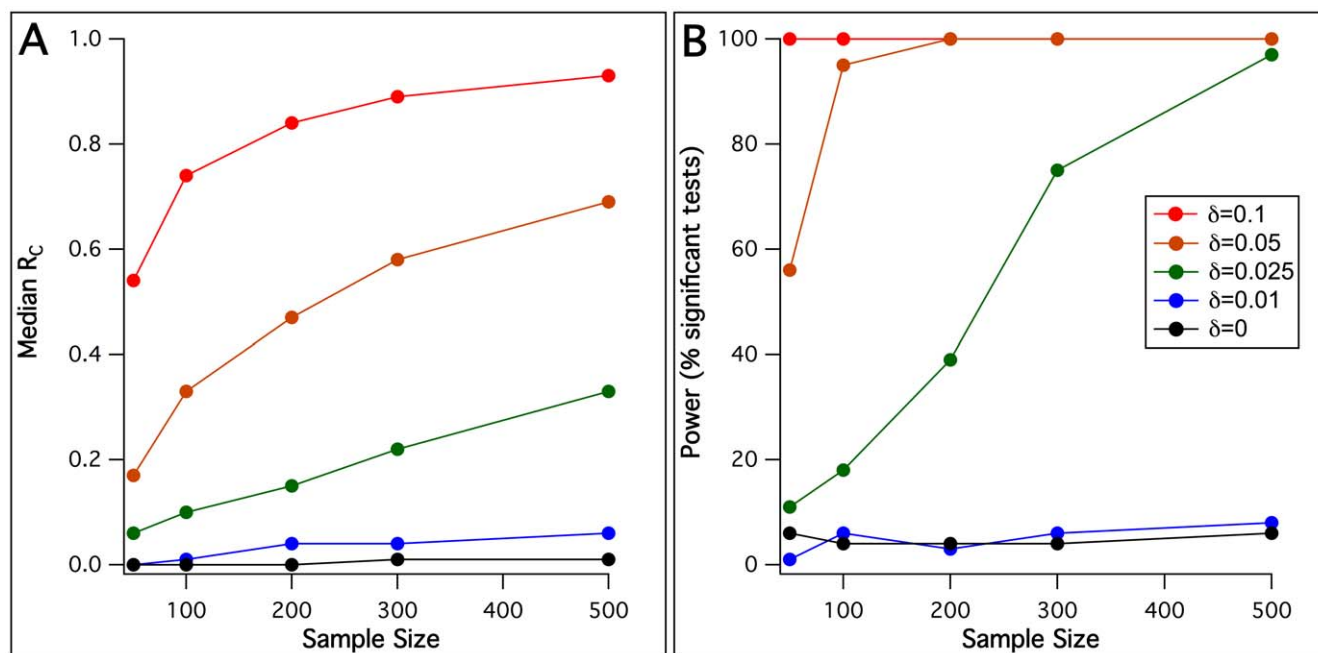 A
1.0
0.8
0.6
0.4
0.2
0.0
Median RC
100
200
300
400
500
Sample Size
B
100
80
60
40
20
0
Power (% significant tests)
100
200
300
400
500
Sample Size
δ=0.1
δ=0.05
δ=0.025
δ=0.01
δ=0